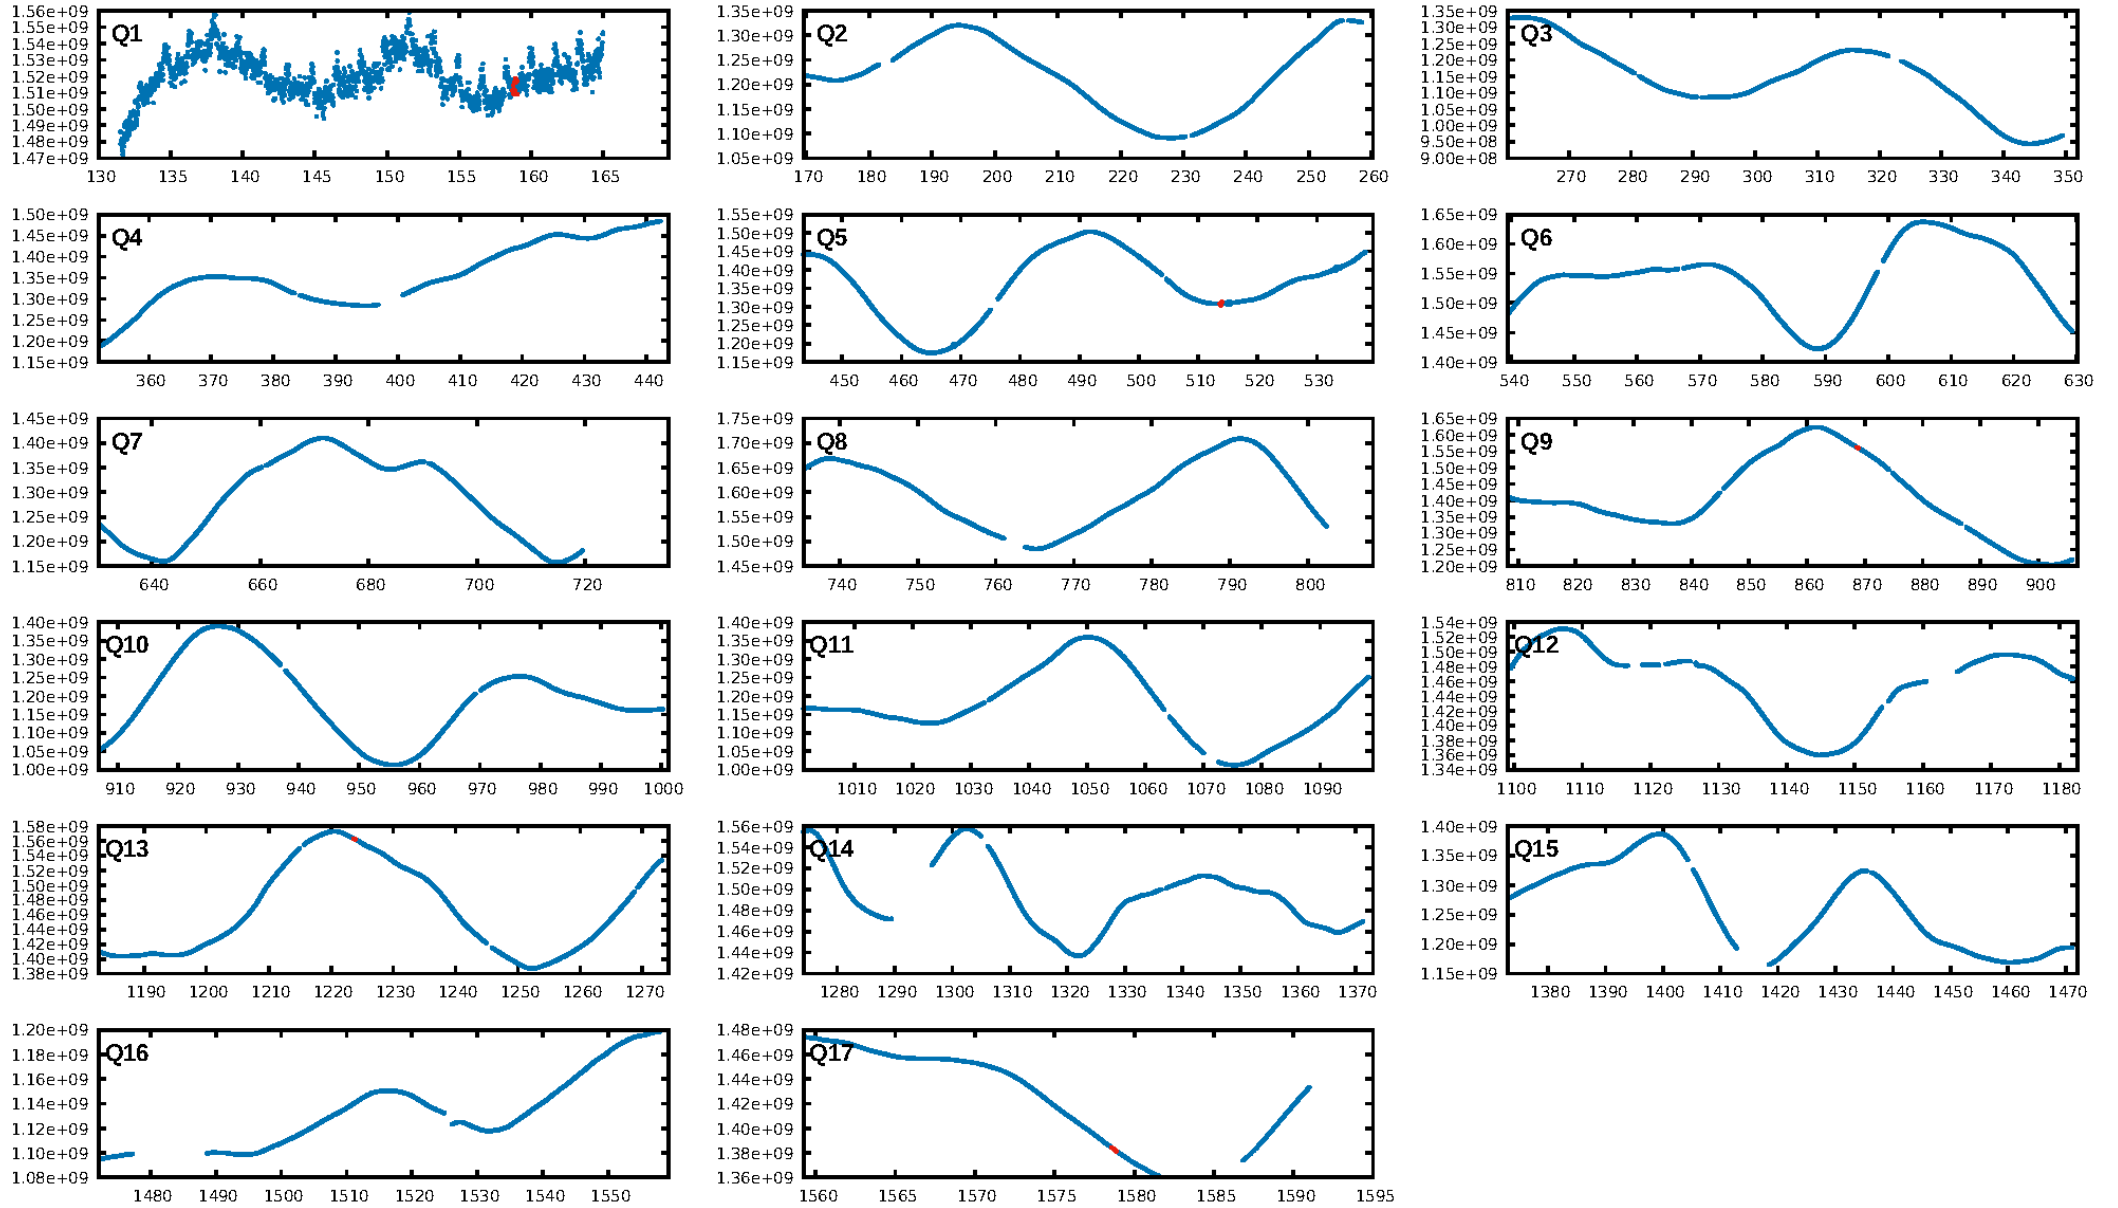 Q1
1.56e+09
1.55e+09
1.54e+09
1.53e+09
1.52e+09
1.51e+09
1.50e+09
1.49e+09
1.48e+09
1.47e+09
130 135 140 145 150 155 160 165
Q2
1.35e+09
1.30e+09
1.25e+09
1.20e+09
1.15e+09
1.10e+09
1.05e+09
170 180 190 200 210 220 230 240 250 260
Q3
1.35e+09
1.30e+09
1.25e+09
1.20e+09
1.15e+09
1.10e+09
1.05e+09
1.00e+09
9.50e+08
9.00e+08
270 280 290 300 310 320 330 340 350
Q4
1.50e+09
1.45e+09
1.40e+09
1.35e+09
1.30e+09
1.25e+09
1.20e+09
1.15e+09
360 370 380 390 400 410 420 430 440
Q5
1.55e+09
1.50e+09
1.45e+09
1.40e+09
1.35e+09
1.30e+09
1.25e+09
1.20e+09
1.15e+09
450 460 470 480 490 500 510 520 530
Q6
1.65e+09
1.60e+09
1.55e+09
1.50e+09
1.45e+09
1.40e+09
540 550 560 570 580 590 600 610 620 630
Q7
1.45e+09
1.40e+09
1.35e+09
1.30e+09
1.25e+09
1.20e+09
1.15e+09
640 660 680 700 720
Q8
1.75e+09
1.70e+09
1.65e+09
1.60e+09
1.55e+09
1.50e+09
1.45e+09
740 750 760 770 780 790 800
Q9
1.65e+09
1.60e+09
1.55e+09
1.50e+09
1.45e+09
1.40e+09
1.35e+09
1.30e+09
1.25e+09
1.20e+09
810 820 830 840 850 860 870 880 890 900
Q10
1.40e+09
1.35e+09
1.30e+09
1.25e+09
1.20e+09
1.15e+09
1.10e+09
1.05e+09
1.00e+09
910 920 930 940 950 960 970 980 990 1000
Q11
1.40e+09
1.35e+09
1.30e+09
1.25e+09
1.20e+09
1.15e+09
1.10e+09
1.05e+09
1.00e+09
1010 1020 1030 1040 1050 1060 1070 1080 1090
Q12
1.54e+09
1.52e+09
1.50e+09
1.48e+09
1.46e+09
1.44e+09
1.42e+09
1.40e+09
1.38e+09
1.36e+09
1.34e+09
1100 1110 1120 1130 1140 1150 1160 1170 1180
Q13
1.58e+09
1.56e+09
1.54e+09
1.52e+09
1.50e+09
1.48e+09
1.46e+09
1.44e+09
1.42e+09
1.40e+09
1.38e+09
1190 1200 1210 1220 1230 1240 1250 1260 1270
Q14
1.56e+09
1.54e+09
1.52e+09
1.50e+09
1.48e+09
1.46e+09
1.44e+09
1.42e+09
1280 1290 1300 1310 1320 1330 1340 1350 1360 1370
Q15
1.40e+09
1.35e+09
1.30e+09
1.25e+09
1.20e+09
1.15e+09
1380 1390 1400 1410 1420 1430 1440 1450 1460 1470
Q16
1.20e+09
1.18e+09
1.16e+09
1.14e+09
1.12e+09
1.10e+09
1.08e+09
1480 1490 1500 1510 1520 1530 1540 1550
Q17
1.48e+09
1.46e+09
1.44e+09
1.42e+09
1.40e+09
1.38e+09
1.36e+09
1560 1565 1570 1575 1580 1585 1590 1595